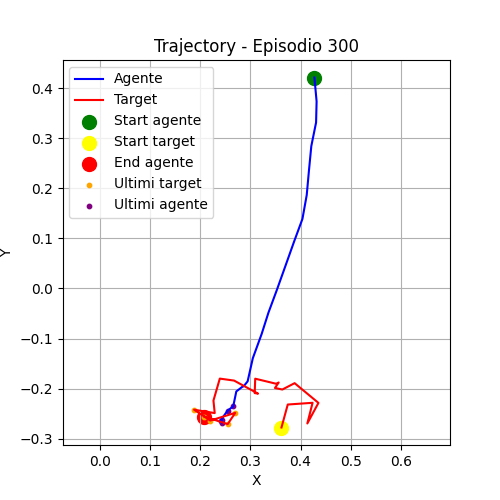 Trajectory - Episodio 300
Agente
Target
Start agente
Start target
End agente
Ultimi target
Ultimi agente
0.4
0.3
0.2
0.1
0.0
−0.1
−0.2
−0.3
Y
0.0 0.1 0.2 0.3 0.4 0.5 0.6
X